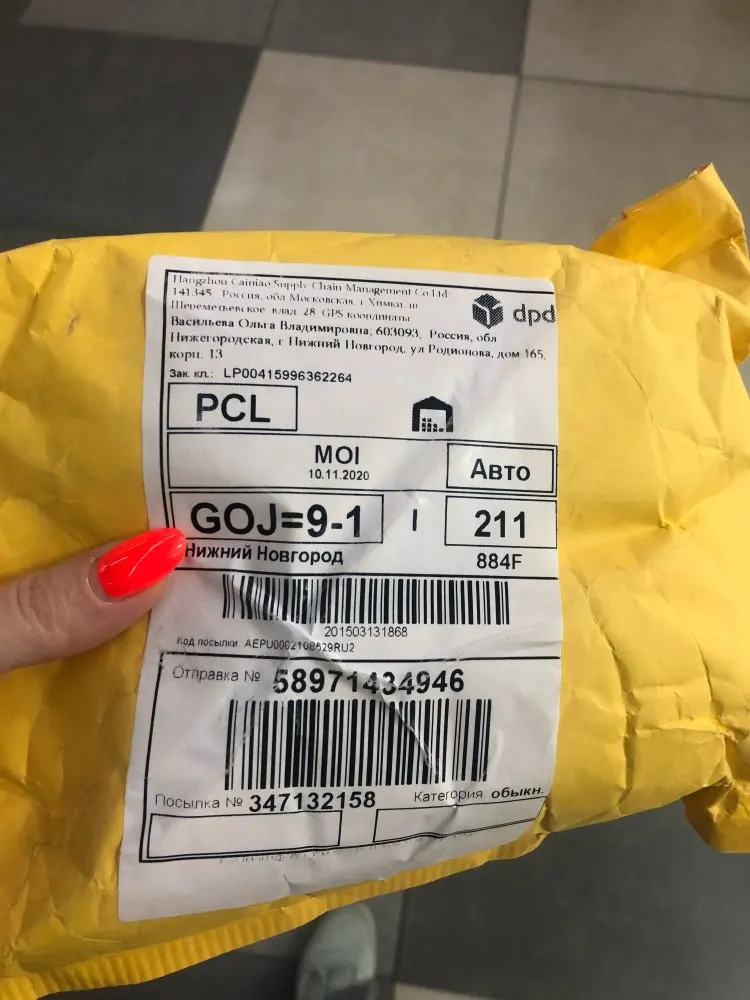 Hangzhou Cainiao Supply Chain Management Co.Ltd
141345, Россия, обл Московская, г Химки, ш
Шереметьевское влад 28 GPS координаты
dpd
Васильева Ольга Владимировна; 603093, Россия, обл
Нижегородская, г Нижний Новгород, ул Родионова, дом 165,
корп. 13
Зак. кл.: LP00415996362264
PCL
MOI
10.11.2020
Авто
GOJ=9-1 I 211
Нижний Новгород 884F
201503131868
Код посылки: AEPU0002108629RU2
Отправка № 58971434946
Посылка № 347132158 Категория: обыкн.